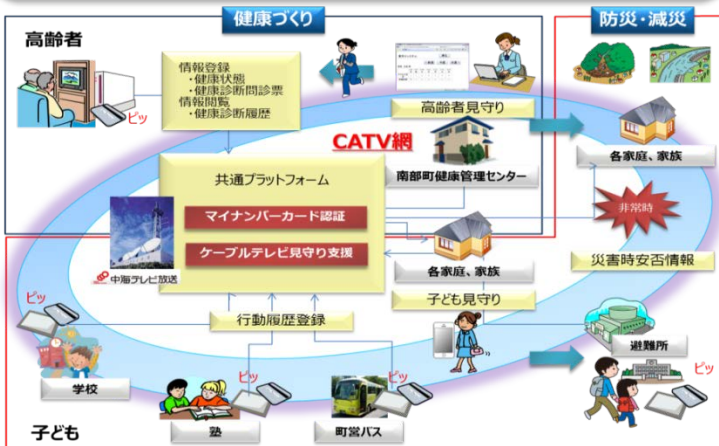 健康づくり
防災・減災
高齢者
情報登録
・健康状態
・健康診断問診票
情報閲覧
・健康診断履歴
ピッ
高齢者見守り
CATV網
南部町健康管理センター
各家庭、家族
共通プラットフォーム
マイナンバーカード認証
ケーブルテレビ見守り支援
中海テレビ放送
非常時
各家庭、家族
災害時安否情報
子ども見守り
ピッ
行動履歴登録
避難所
学校
ピッ
ピッ
ピッ
塾
町営バス
子ども